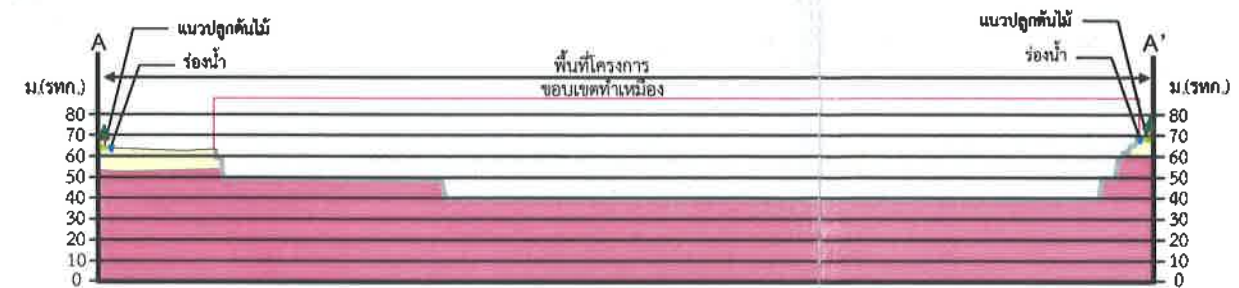 แนวปลูกต้นไม้
แนวปลูกต้นไม้
A
ร่องน้ำ
ร่องน้ำ
A'
พื้นที่โครงการ
ม.(รทก.)
ขอบเขตทำเหมือง
ม.(รทก.)
80
80
70
70
60
60
50
50
40
40
30
30
20
20
10
10
0
0